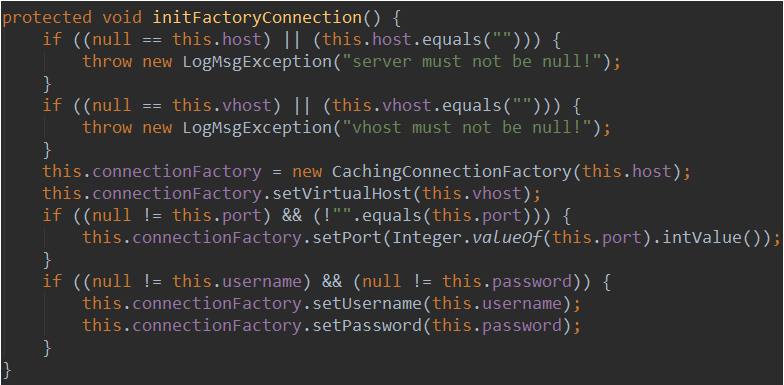 protected void initFactoryConnection() {
    if ((null == this.host) || (this.host.equals(""))) {
        throw new LogMsgException("server must not be null!");
    }
    if ((null == this.vhost) || (this.vhost.equals(""))) {
        throw new LogMsgException("vhost must not be null!");
    }
    this.connectionFactory = new CachingConnectionFactory(this.host);
    this.connectionFactory.setVirtualHost(this.vhost);
    if ((null != this.port) && (!"".equals(this.port))) {
        this.connectionFactory.setPort(Integer.valueOf(this.port).intValue());
    }
    if ((null != this.username) && (null != this.password)) {
        this.connectionFactory.setUsername(this.username);
        this.connectionFactory.setPassword(this.password);
    }
}